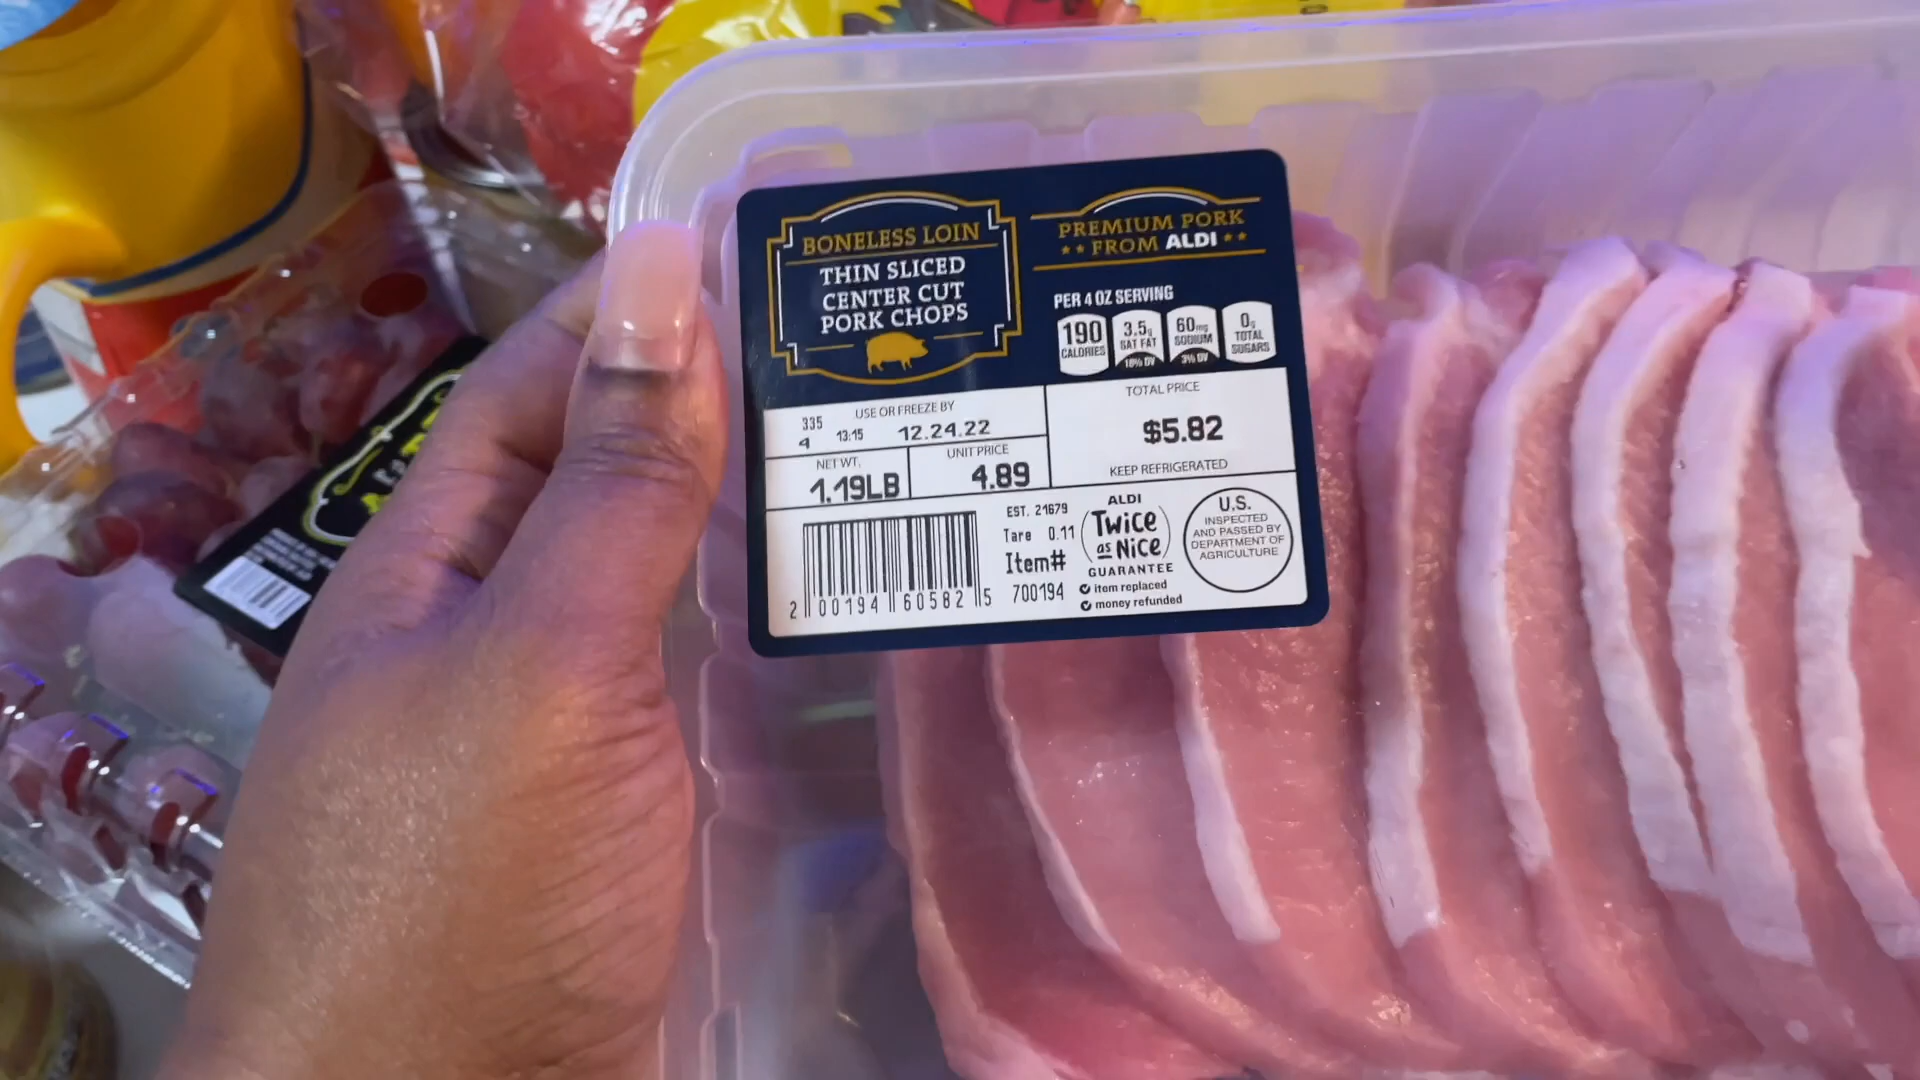 BONELESS LOIN
THIN SLICED
CENTER CUT
PORK CHOPS
PREMIUM PORK
FROM ALDI
PER 4 OZ SERVING
190 CALORIES
3.5g SAT FAT 18% DV
60mg SODIUM 3% DV
0g TOTAL SUGARS
335
4 13:15
USE OR FREEZE BY
12.24.22
NET WT.
1.19LB
UNIT PRICE
4.89
TOTAL PRICE
$5.82
KEEP REFRIGERATED
2 00194 60582 5
EST. 21679
Tare 0.11
Item#
700194
ALDI
Twice
as Nice
GUARANTEE
item replaced
money refunded
U.S.
INSPECTED
AND PASSED BY
DEPARTMENT OF
AGRICULTURE